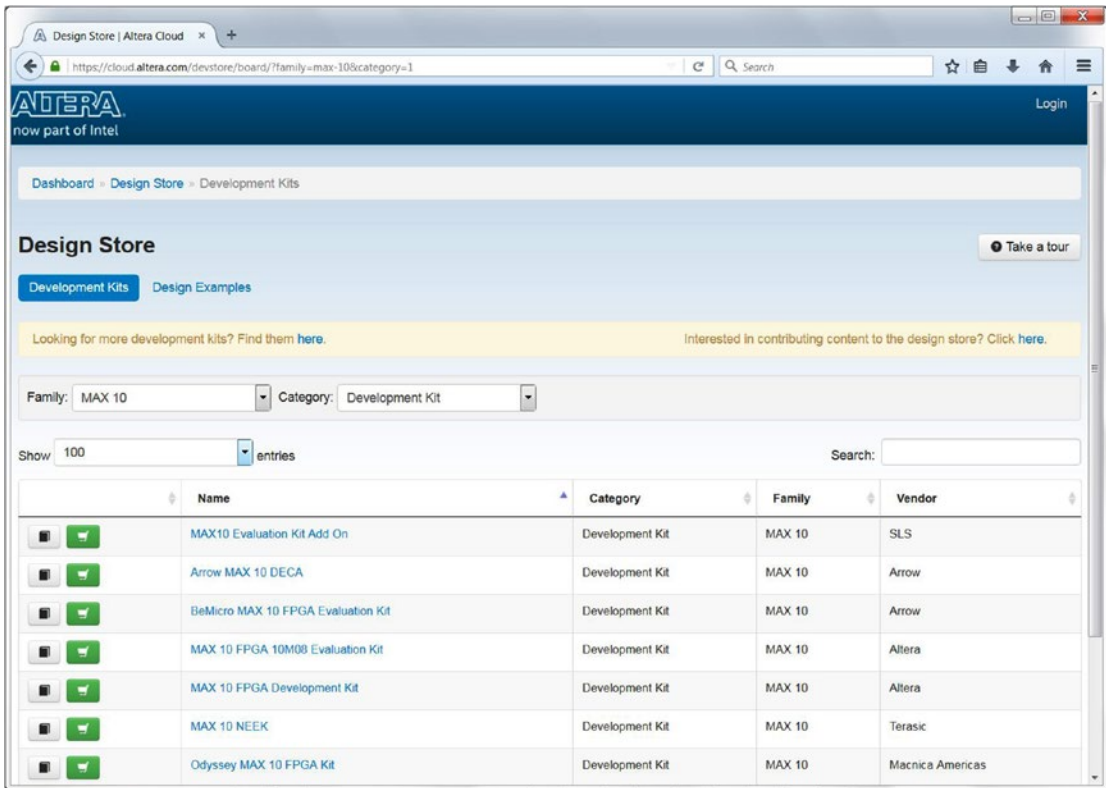 Design Store | Altera Cloud × +
https://cloud.altera.com/devstore/board/?family=max-10&category=1 Search
ALTERA
now part of Intel
Login
Dashboard » Design Store » Development Kits
Design Store
Take a tour
Development Kits Design Examples
Looking for more development kits? Find them here. Interested in contributing content to the design store? Click here.
Family: MAX 10 Category: Development Kit
Show 100 entries Search:
Name Category Family Vendor
MAX10 Evaluation Kit Add On Development Kit MAX 10 SLS
Arrow MAX 10 DECA Development Kit MAX 10 Arrow
BeMicro MAX 10 FPGA Evaluation Kit Development Kit MAX 10 Arrow
MAX 10 FPGA 10M08 Evaluation Kit Development Kit MAX 10 Altera
MAX 10 FPGA Development Kit Development Kit MAX 10 Altera
MAX 10 NEEK Development Kit MAX 10 Terasic
Odyssey MAX 10 FPGA Kit Development Kit MAX 10 Macnica Americas